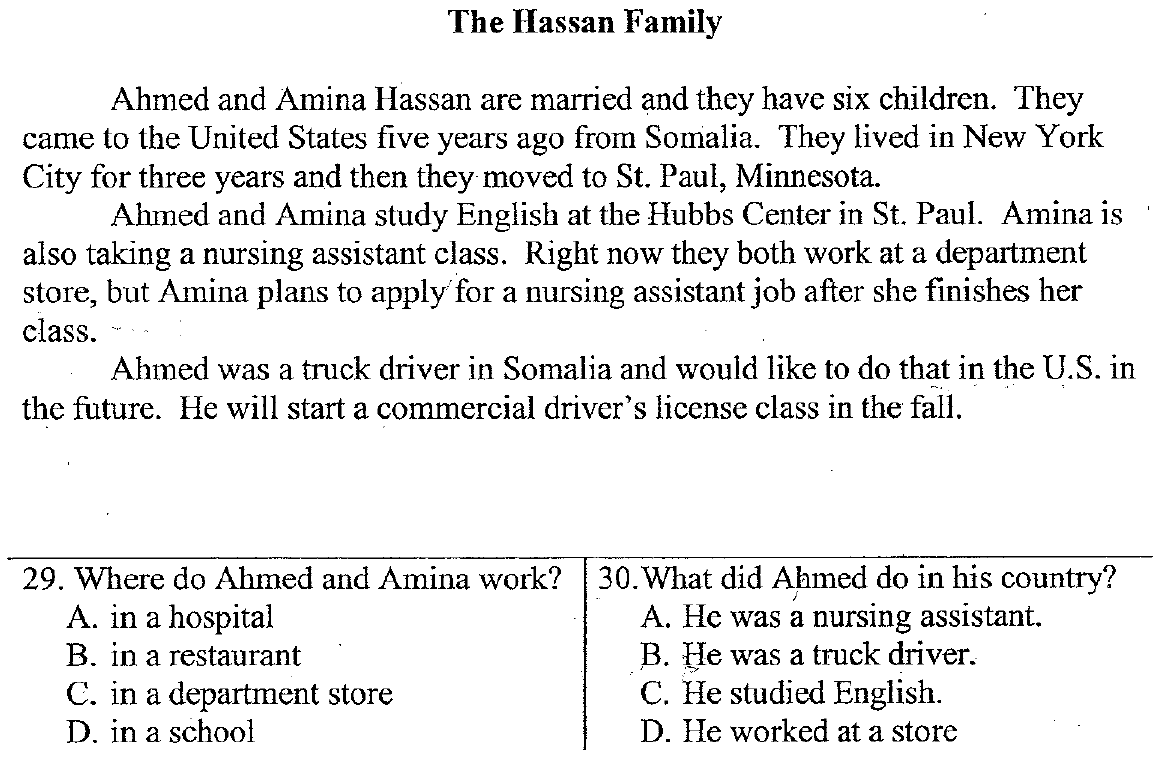 The Hassan Family
Ahmed and Amina Hassan are married and they have six children. They
came to the United States five years ago from Somalia. They lived in New York
City for three years and then they moved to St. Paul, Minnesota.
Ahmed and Amina study English at the Hubbs Center in St. Paul. Amina is
also taking a nursing assistant class. Right now they both work at a department
store, but Amina plans to apply for a nursing assistant job after she finishes her
class.
Ahmed was a truck driver in Somalia and would like to do that in the U.S. in
the future. He will start a commercial driver's license class in the fall.
29. Where do Ahmed and Amina work?
A. in a hospital
B. in a restaurant
C. in a department store
D. in a school
30. What did Ahmed do in his country?
A. He was a nursing assistant.
B. He was a truck driver.
C. He studied English.
D. He worked at a store